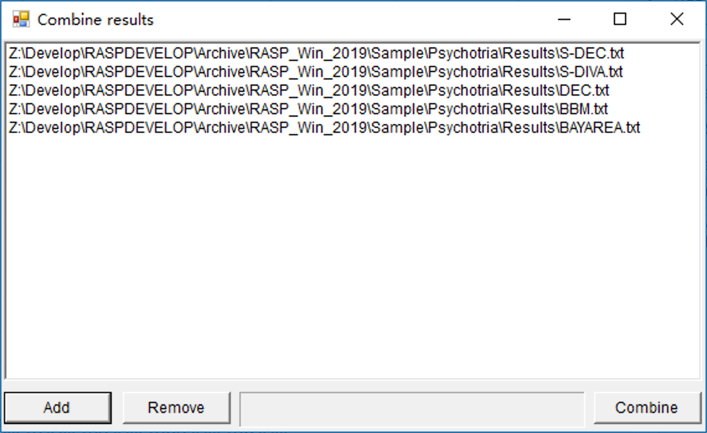 Combine results
Z:\Develop\RASPDEVELOP\Archive\RASP_Win_2019\Sample\Psychotria\Results\S-DEC.txt
Z:\Develop\RASPDEVELOP\Archive\RASP_Win_2019\Sample\Psychotria\Results\S-DIVA.txt
Z:\Develop\RASPDEVELOP\Archive\RASP_Win_2019\Sample\Psychotria\Results\DEC.txt
Z:\Develop\RASPDEVELOP\Archive\RASP_Win_2019\Sample\Psychotria\Results\BBM.txt
Z:\Develop\RASPDEVELOP\Archive\RASP_Win_2019\Sample\Psychotria\Results\BAYAREA.txt
Add Remove Combine